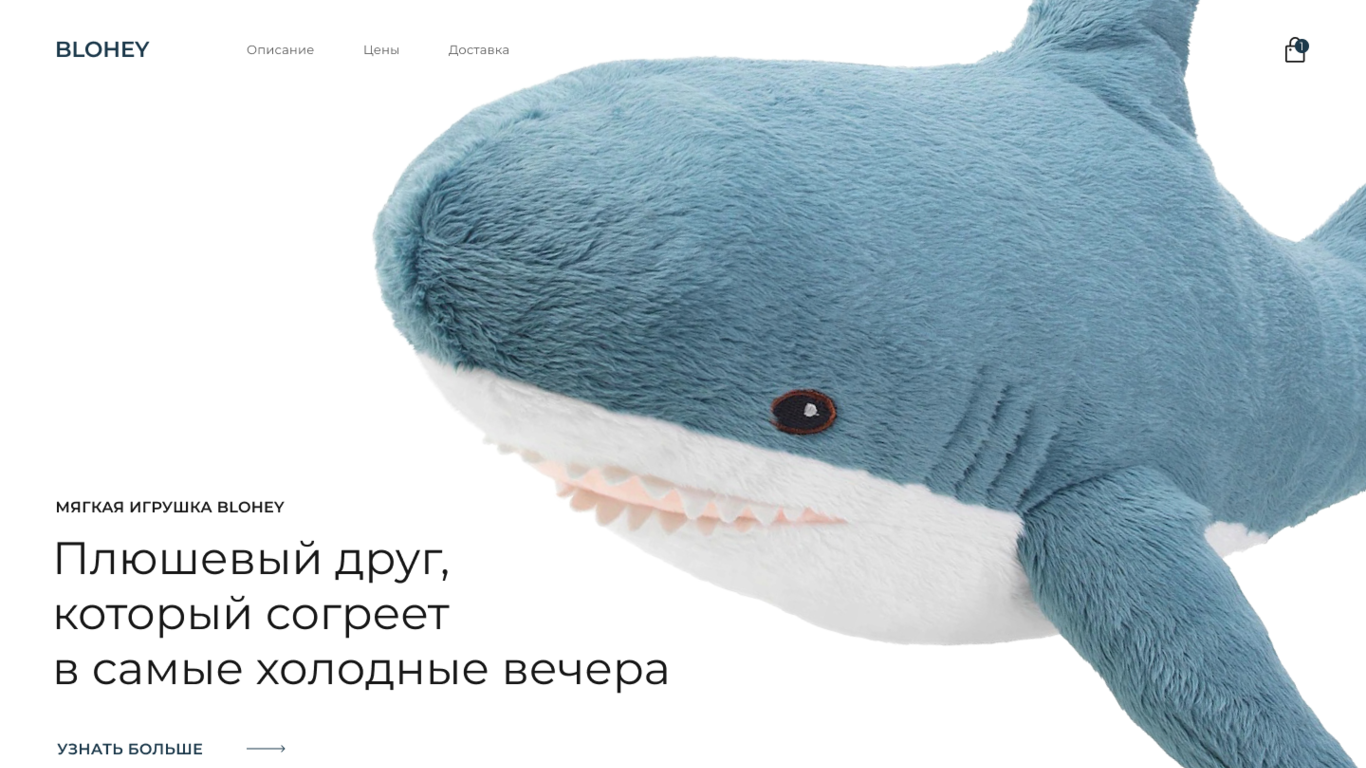 BLOHEY
Описание
Цены
Доставка
1
МЯГКАЯ ИГРУШКА BLOHEY
Плюшевый друг,
который согреет
в самые холодные вечера
УЗНАТЬ БОЛЬШЕ